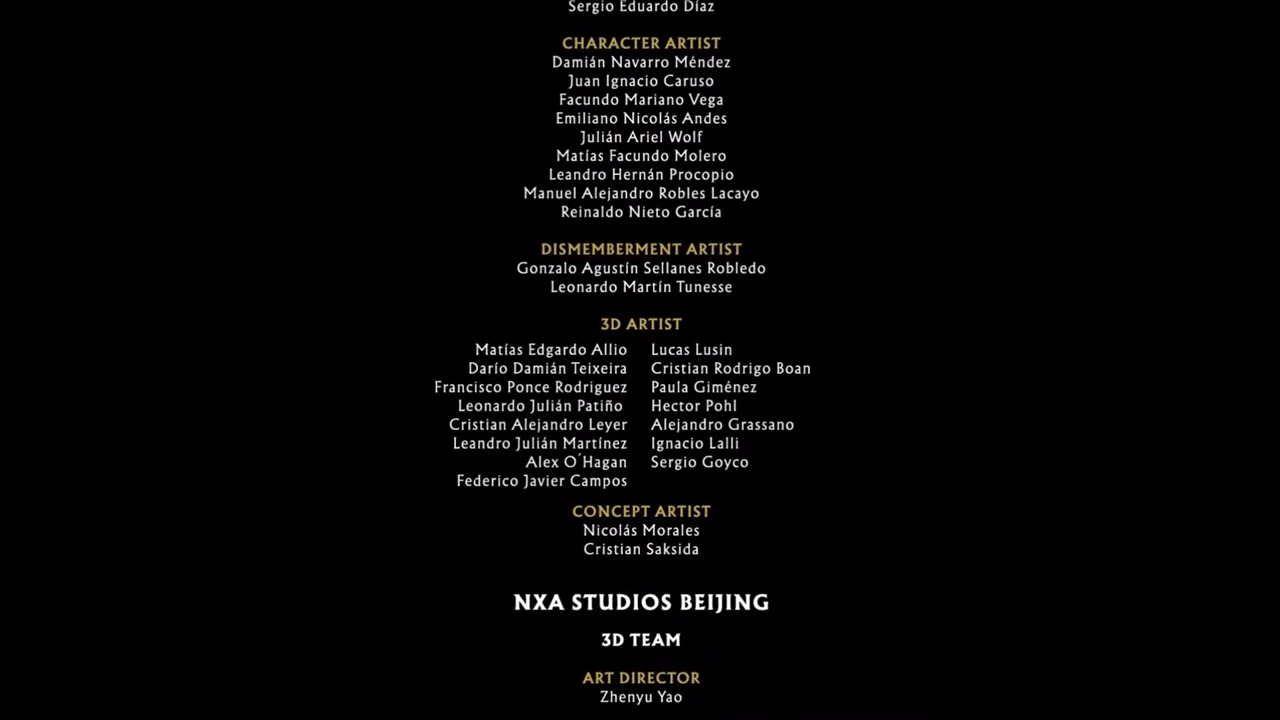 Sergio Eduardo Díaz
CHARACTER ARTIST
Damián Navarro Méndez
Juan Ignacio Caruso
Facundo Mariano Vega
Emiliano Nicolás Andes
Julián Ariel Wolf
Matías Facundo Molero
Leandro Hernán Procopio
Manuel Alejandro Robles Lacayo
Reinaldo Nieto García
DISMEMBERMENT ARTIST
Gonzalo Agustín Sellanes Robledo
Leonardo Martín Tunesse
3D ARTIST
Matías Edgardo Allio
Darío Damián Teixeira
Francisco Ponce Rodriguez
Leonardo Julián Patiño
Cristian Alejandro Leyer
Leandro Julián Martínez
Alex O´Hagan
Federico Javier Campos
Lucas Lusin
Cristian Rodrigo Boan
Paula Giménez
Hector Pohl
Alejandro Grassano
Ignacio Lalli
Sergio Goyco
CONCEPT ARTIST
Nicolás Morales
Cristian Saksida
NXA STUDIOS BEIJING
3D TEAM
ART DIRECTOR
Zhenyu Yao